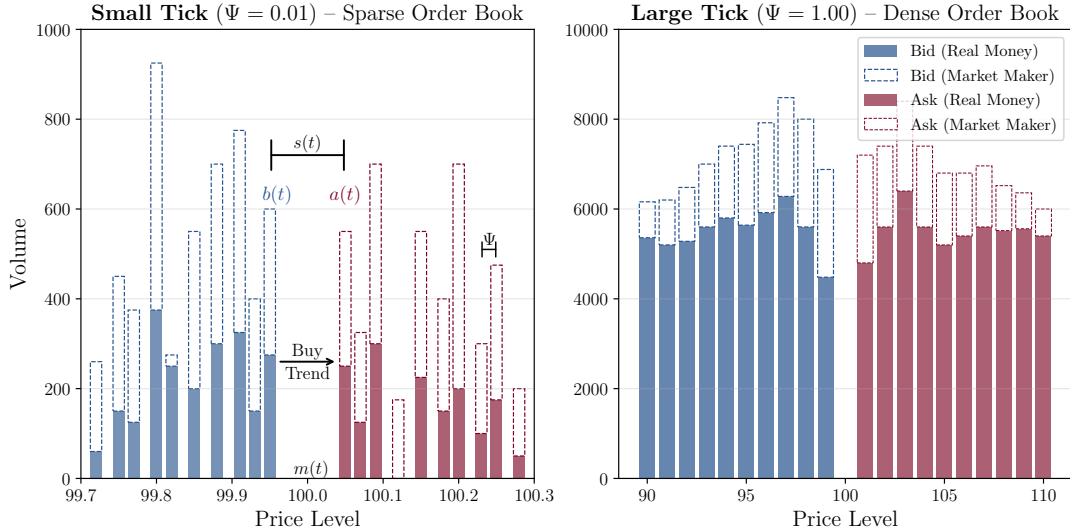 Small Tick (Ψ = 0.01) – Sparse Order Book
Volume
1000
800
600
400
200
0
s(t)
b(t)
a(t)
Ψ
Buy
Trend
m(t)
99.7
99.8
99.9
100.0
100.1
100.2
100.3
Price Level
Large Tick (Ψ = 1.00) – Dense Order Book
Bid (Real Money)
Bid (Market Maker)
Ask (Real Money)
Ask (Market Maker)
10000
8000
6000
4000
2000
0
90
95
100
105
110
Price Level